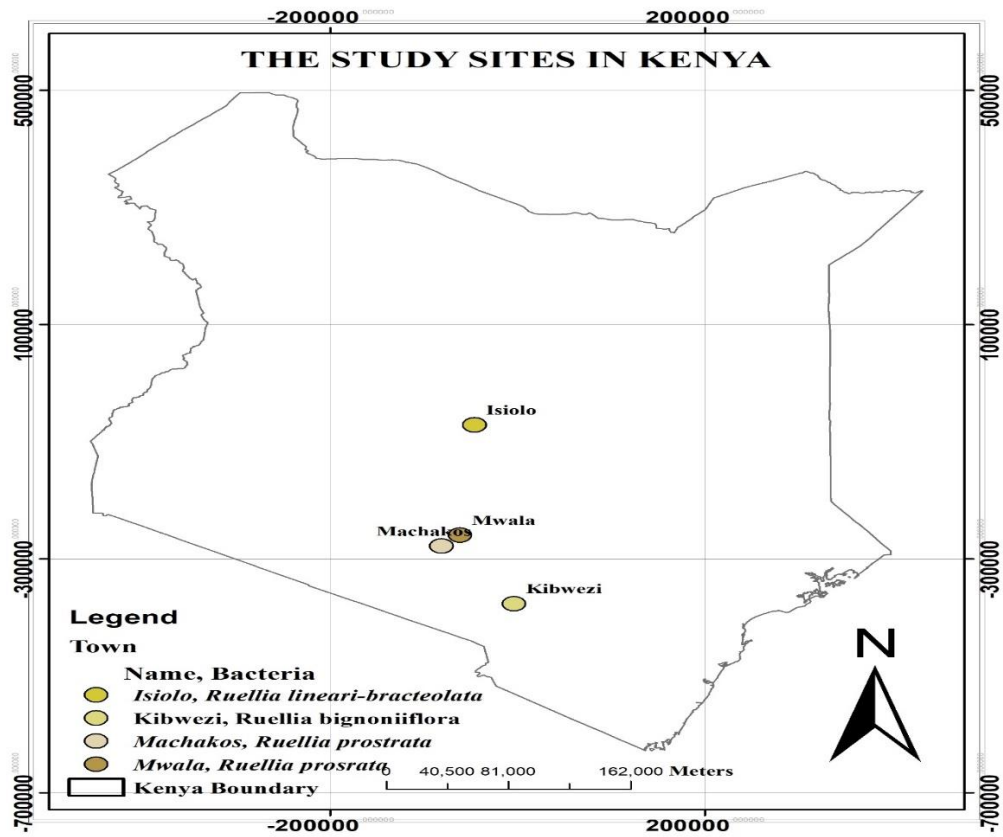 -200000 200000
THE STUDY SITES IN KENYA
500000 500000
100000 100000
Isiolo
Mwala
Machakos
-300000 -300000
Kibwezi
Legend
Town
Name, Bacteria
Isiolo, Ruellia lineari-bracteolata
Kibwezi, Ruellia bignoniiflora
Machakos, Ruellia prostrata
Mwala, Ruellia prosrata
Kenya Boundary
N
0 40,500 81,000 162,000 Meters
-700000 -700000
-200000 200000